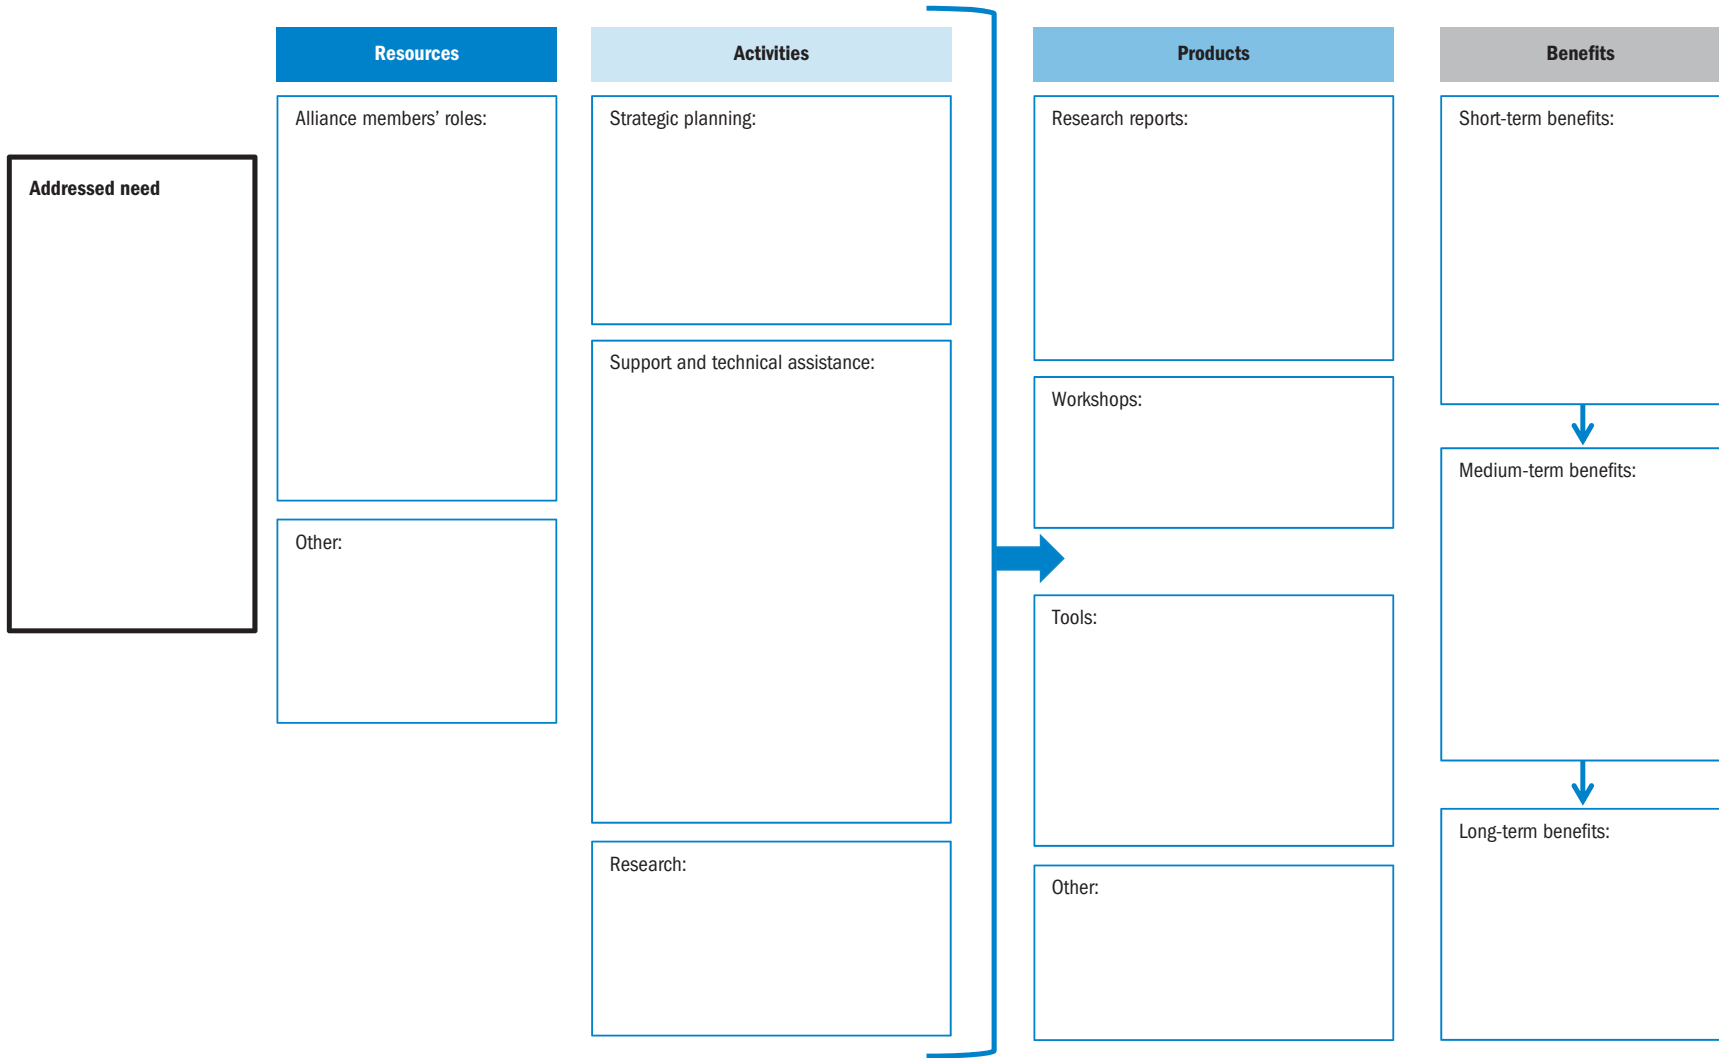 Addressed need
Resources
Alliance members’ roles:
Other:
Activities
Strategic planning:
Support and technical assistance:
Research:
Products
Research reports:
Workshops:
Tools:
Other:
Benefits
Short-term benefits:
Medium-term benefits:
Long-term benefits: